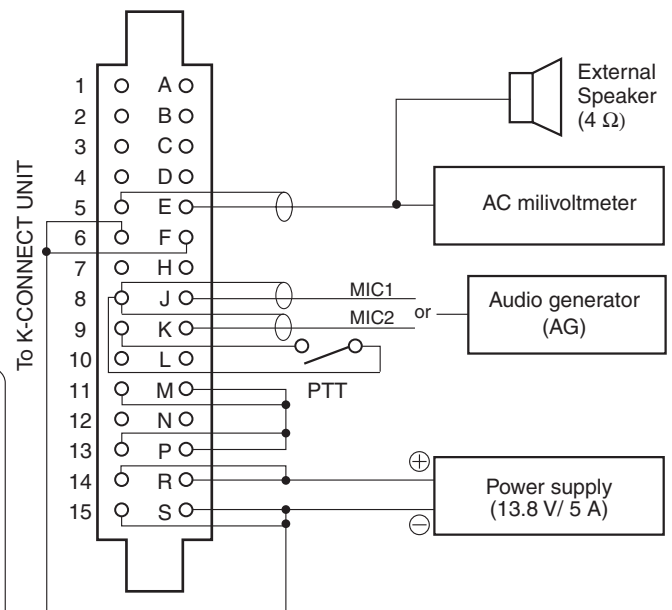 To K-CONNECT UNIT
1 A
2 B
3 C
4 D
5 E
6 F
7 H
8 J
9 K
10 L
11 M
12 N
13 P
14 R
15 S
External
Speaker
(4 Ω)
AC milivoltmeter
MIC1
MIC2
or
Audio generator
(AG)
PTT
+
Power supply
(13.8 V/ 5 A)
−